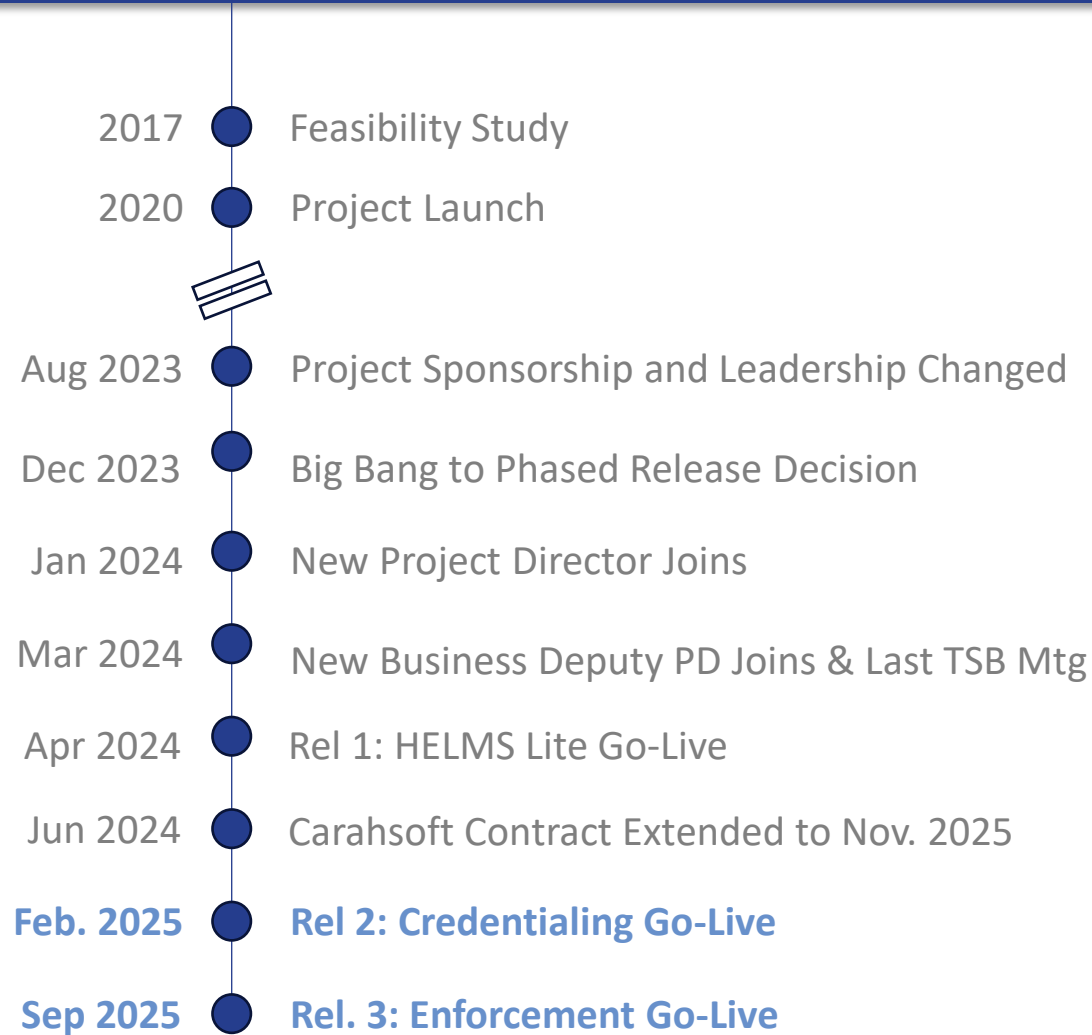 2017 Feasibility Study
2020 Project Launch
Aug 2023 Project Sponsorship and Leadership Changed
Dec 2023 Big Bang to Phased Release Decision
Jan 2024 New Project Director Joins
Mar 2024 New Business Deputy PD Joins & Last TSB Mtg
Apr 2024 Rel 1: HELMS Lite Go-Live
Jun 2024 Carahsoft Contract Extended to Nov. 2025
Feb. 2025 Rel 2: Credentialing Go-Live
Sep 2025 Rel. 3: Enforcement Go-Live